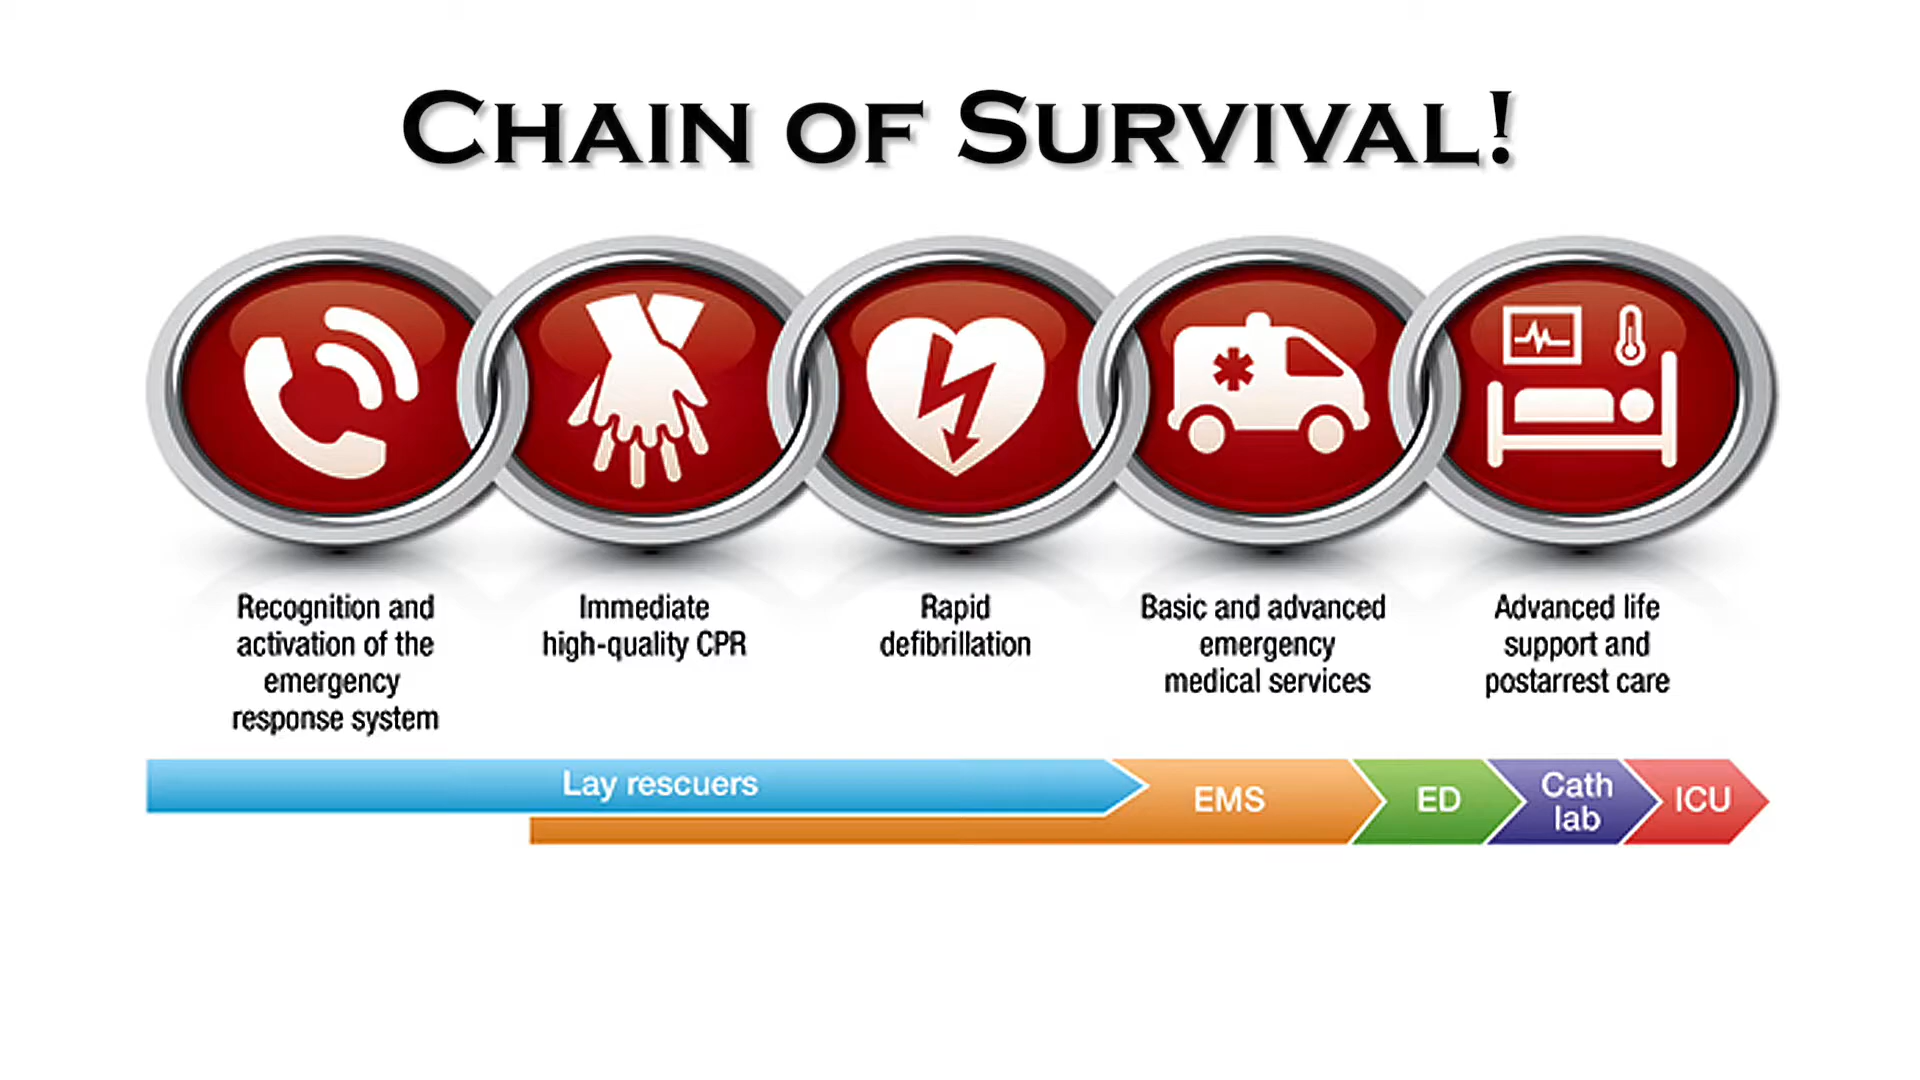 CHAIN OF SURVIVAL!
Recognition and
activation of the
emergency
response system
Immediate
high-quality CPR
Rapid
defibrillation
Basic and advanced
emergency
medical services
Advanced life
support and
postarrest care
Lay rescuers
EMS
ED
Cath
lab
ICU